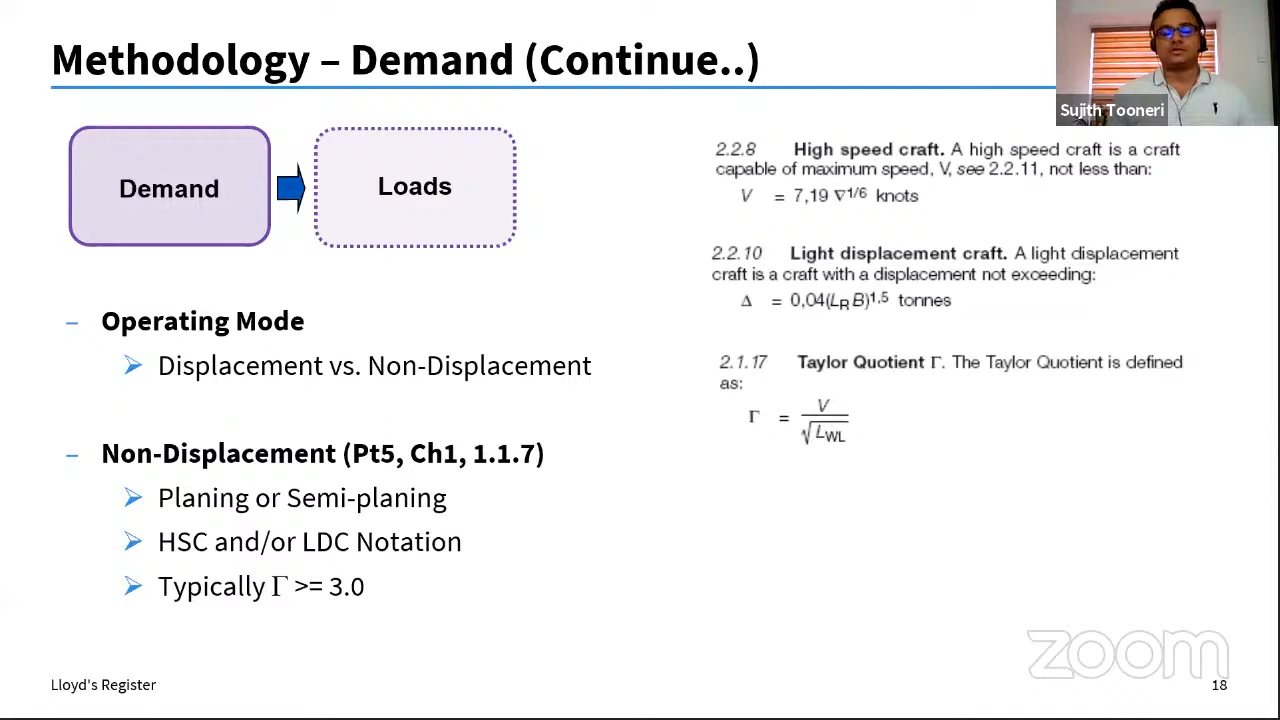 Methodology – Demand (Continue..)
Sujith Tooneri
Demand
Loads
– Operating Mode
➢ Displacement vs. Non-Displacement
– Non-Displacement (Pt5, Ch1, 1.1.7)
➢ Planing or Semi-planing
➢ HSC and/or LDC Notation
➢ Typically Γ >= 3.0
2.2.8 High speed craft. A high speed craft is a craft
capable of maximum speed, V, see 2.2.11, not less than:
V = 7,19 ∇1/6 knots
2.2.10 Light displacement craft. A light displacement
craft is a craft with a displacement not exceeding:
Δ = 0,04(LR B)1,5 tonnes
2.1.17 Taylor Quotient Γ. The Taylor Quotient is defined
as:
Γ = V / √LWL
zoom
Lloyd's Register
18